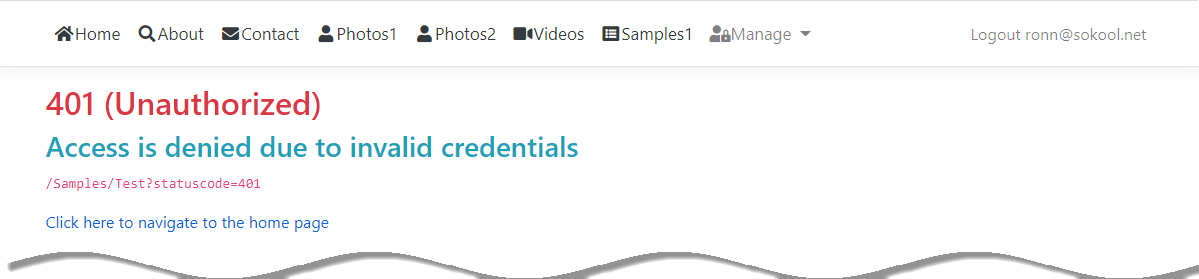 Home About Contact Photos1 Photos2 Videos Samples1 Manage Logout ronn@sokool.net
401 (Unauthorized)
Access is denied due to invalid credentials
/Samples/Test?statuscode=401
Click here to navigate to the home page